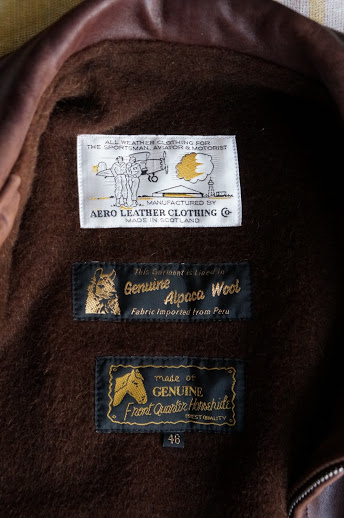 ALL WEATHER CLOTHING FOR
THE SPORTSMAN, AVIATOR & MOTORIST
MANUFACTURED BY
AERO LEATHER CLOTHING Co
MADE IN SCOTLAND
This Garment is Lined in
Genuine
Alpaca Wool
Fabric Imported from Peru
made of
GENUINE
Front Quarter Horsehide
BEST QUALITY
46